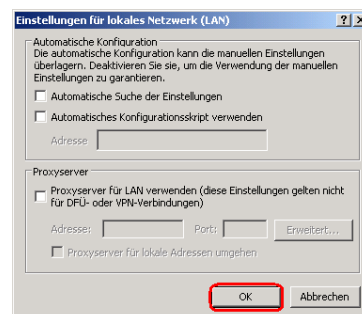 Einstellungen für lokales Netzwerk (LAN)
Automatische Konfiguration
Die automatische Konfiguration kann die manuellen Einstellungen
überlagern. Deaktivieren Sie sie, um die Verwendung der manuellen
Einstellungen zu garantieren.
Automatische Suche der Einstellungen
Automatisches Konfigurationsskript verwenden
Adresse
Proxyserver
Proxyserver für LAN verwenden (diese Einstellungen gelten nicht
für DFÜ- oder VPN-Verbindungen)
Adresse: Port: Erweitert...
Proxyserver für lokale Adressen umgehen
OK Abbrechen